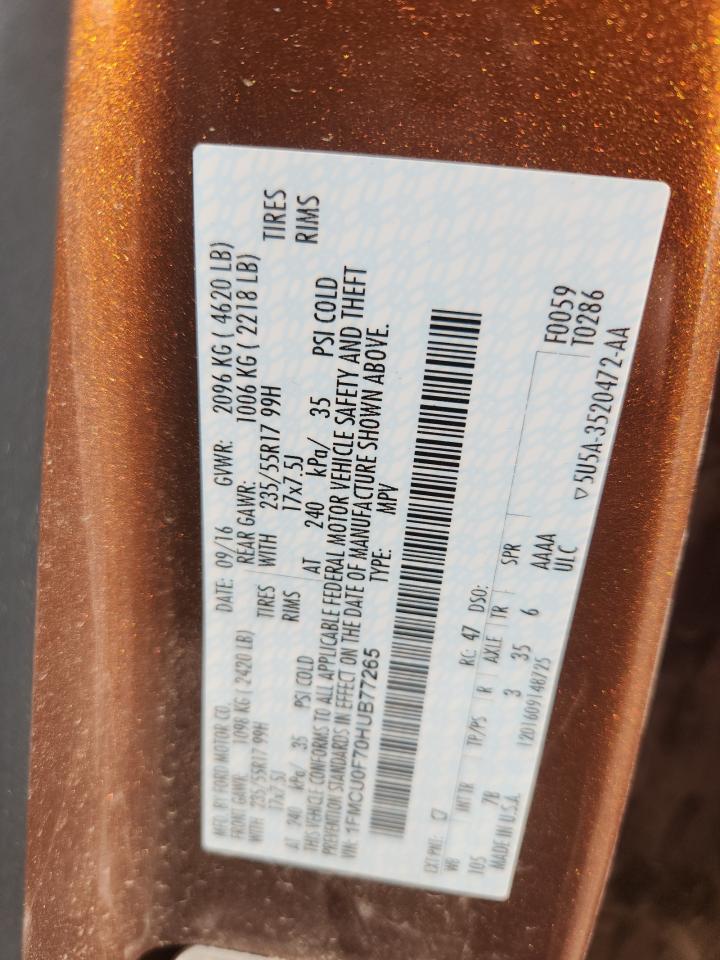 MFG. BY FORD MOTOR CO. DATE: 09/16 GVWR: 2096 KG ( 4620 LB)
FRONT GAWR: 1098 KG ( 2420 LB) REAR GAWR: 1006 KG ( 2218 LB)
WITH 235/55R17 99H TIRES WITH 235/55R17 99H TIRES
17x7.5J RIMS 17x7.5J RIMS
AT 240 kPa/ 35 PSI COLD AT 240 kPa/ 35 PSI COLD
THIS VEHICLE CONFORMS TO ALL APPLICABLE FEDERAL MOTOR VEHICLE SAFETY AND THEFT
PREVENTION STANDARDS IN EFFECT ON THE DATE OF MANUFACTURE SHOWN ABOVE.
VIN: 1FMCU0F70HUB77265 TYPE: MPV
EXT PNT: RC: 47 DSO: F0059
WB INT TR TP/PS R AXLE TR SPR T0286
105 7B 3 35 6 AAAA
MADE IN U.S.A. 1201609148725 ULC
▽5U5A-3520472-AA